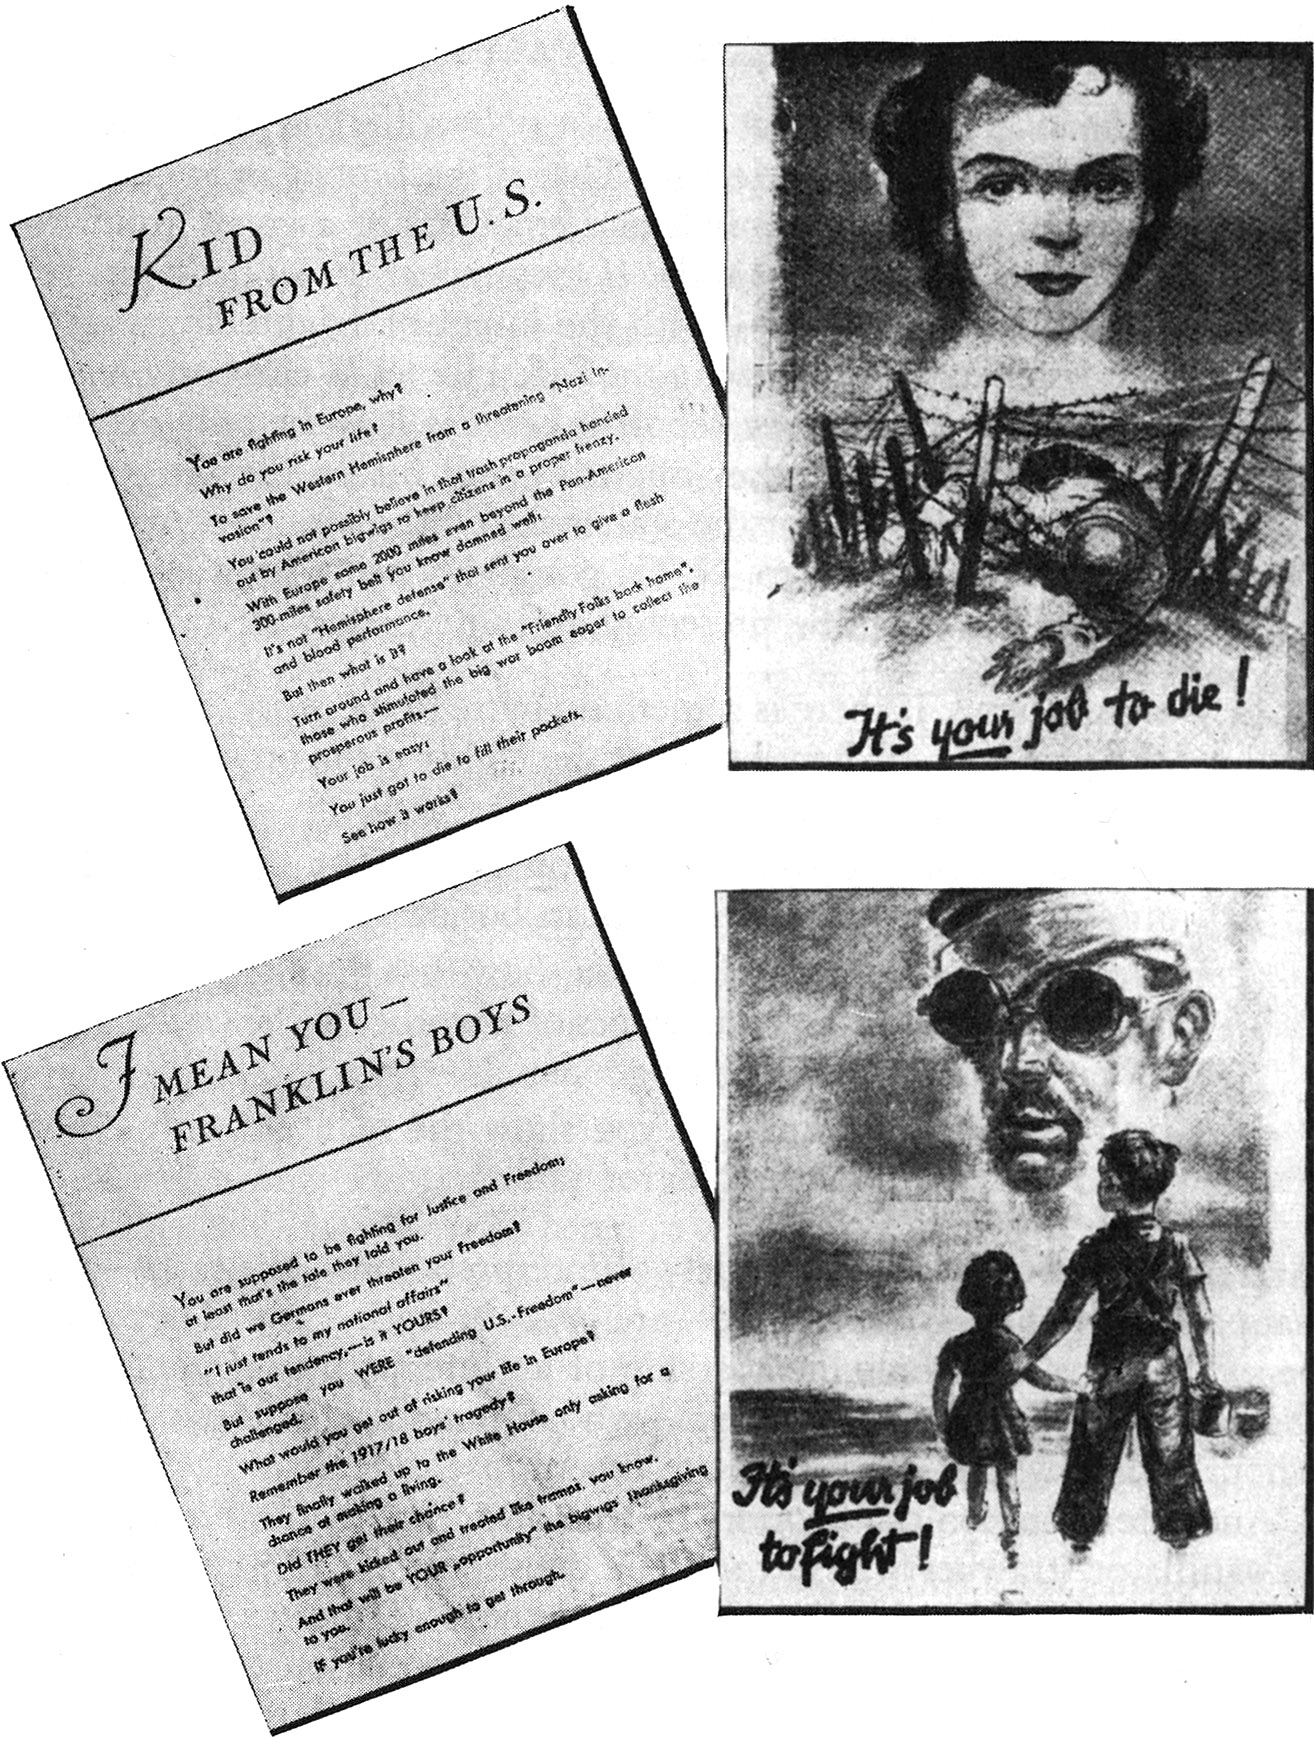 KID
FROM THE U.S.
You are fighting in Europe, why?
Why do you risk your life?
To save the Western Hemisphere from a threatening "Nazi In-
vasion"?
You could not possibly believe in that trash propaganda handed
out by American bigwigs to keep citizens in a proper frenzy.
With Europe some 2000 miles even beyond the Pan-American
300-miles safety belt you know damned well:
It's not "Hemisphere defense" that sent you over to give a flesh
and blood performance.
But then what is it?
Turn around and have a look at the "Friendly Folks back home",
those who stimulated the big war boom eager to collect the
prosperous profits.—
Your job is easy:
You just got to die to fill their pockets.
See how it works?
It's your job to die!
I MEAN YOU —
FRANKLIN'S BOYS
You are supposed to be fighting for Justice and Freedom;
at least that's the tale they told you.
But did we Germans ever threaten your Freedom?
"I just tends to my national affairs"
that is our tendency,—is it YOURS?
But suppose you WERE "defending U.S.-Freedom"—never
challenged.
What would you get out of risking your life in Europe?
Remember the 1917/18 boys' tragedy?
They finally walked up to the White House only asking for a
chance of making a living.
Did THEY get their chance?
They were kicked out and treated like tramps, you know.
And that will be YOUR „opportunity" the bigwigs' thanksgiving
to you.
IF you're lucky enough to get through.
It's your job
to fight!